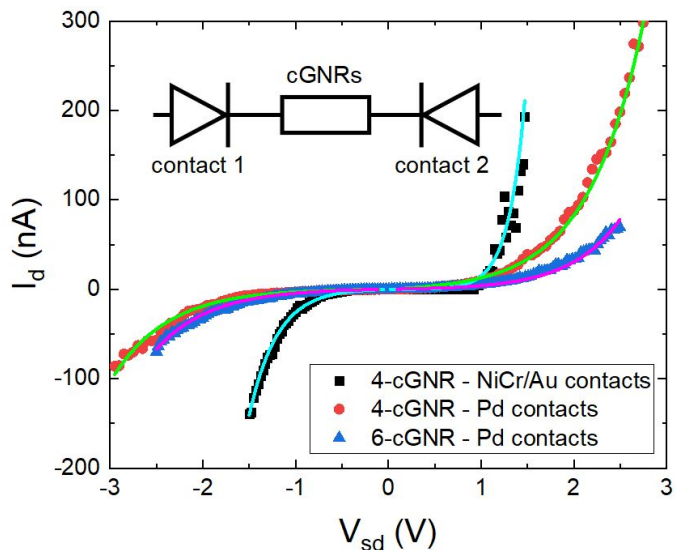 300
200
100
0
-100
-200
I_d (nA)
cGNRs
contact 1
contact 2
4-cGNR - NiCr/Au contacts
4-cGNR - Pd contacts
6-cGNR - Pd contacts
-3 -2 -1 0 1 2 3
V_sd (V)